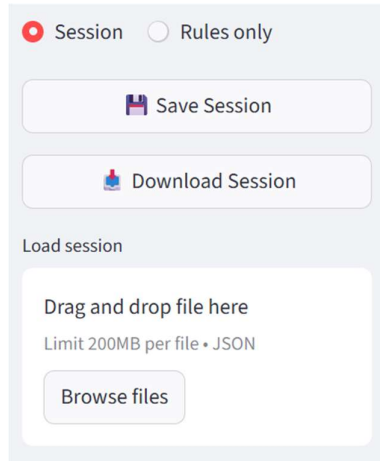 Session Rules only
💾 Save Session
📥 Download Session
Load session
Drag and drop file here
Limit 200MB per file • JSON
Browse files